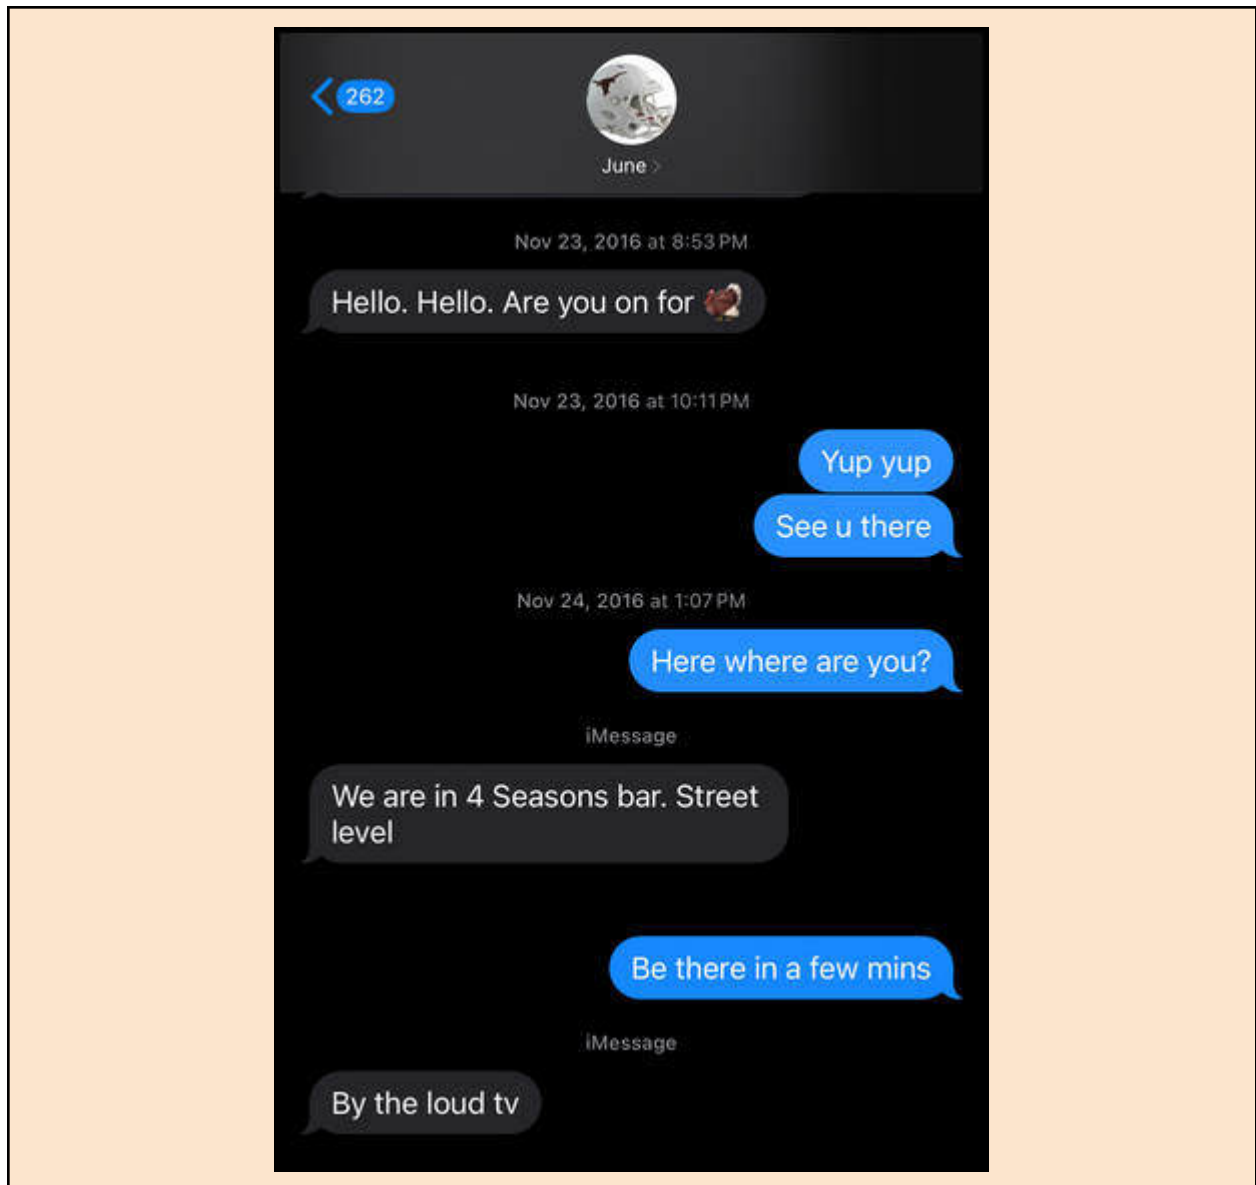 262
June
Nov 23, 2016 at 8:53 PM
Hello. Hello. Are you on for 🦃
Nov 23, 2016 at 10:11 PM
Yup yup
See u there
Nov 24, 2016 at 1:07 PM
Here where are you?
iMessage
We are in 4 Seasons bar. Street
level
Be there in a few mins
iMessage
By the loud tv